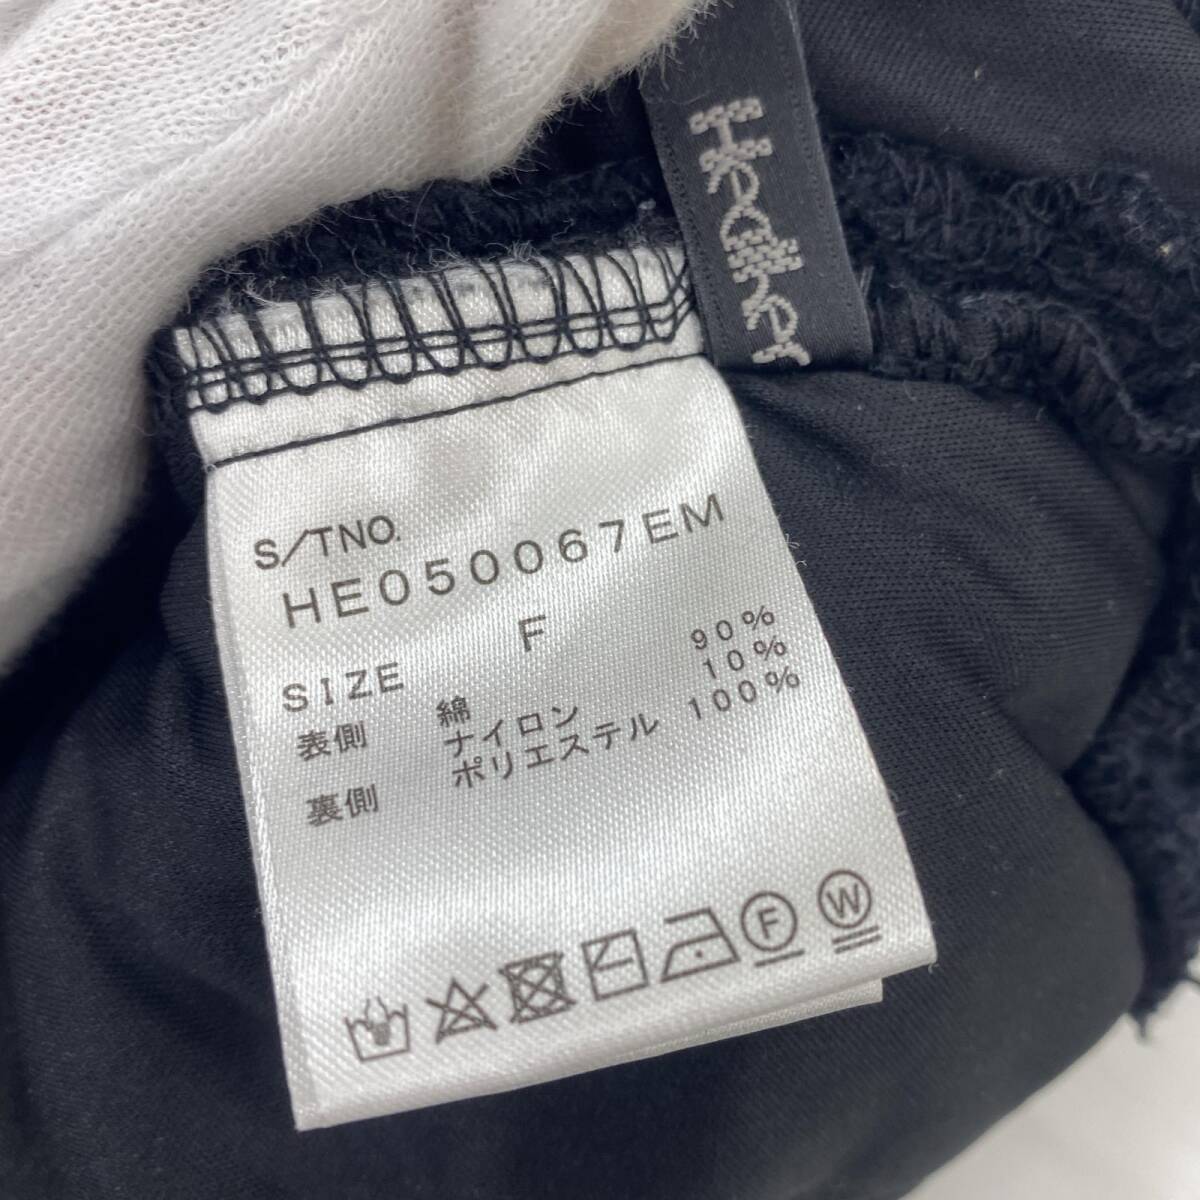 Heather
S/TNO.
HE050067EM
SIZE F
表側 綿 90%
ナイロン 10%
裏側 ポリエステル 100%
F
W